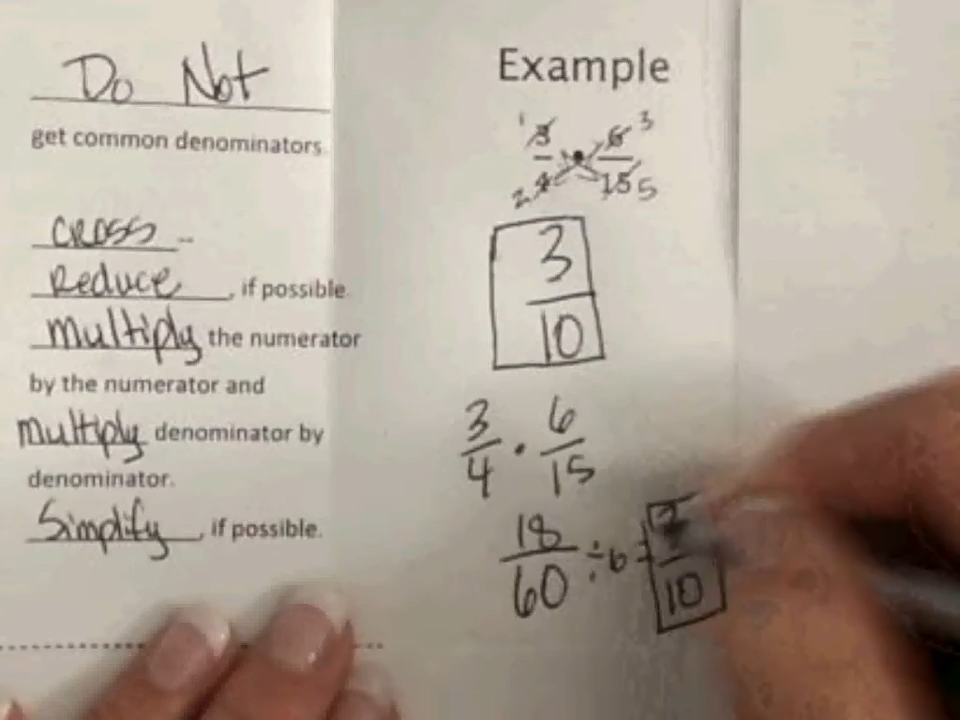 Do Not
get common denominators.
cross
Reduce, if possible.
multiply the numerator
by the numerator and
multiply denominator by
denominator.
Simplify, if possible.
Example
1 3 6 3
2 4 · 15 5
3
10
3 6
4 · 15
18
60 ÷ 6 =
10